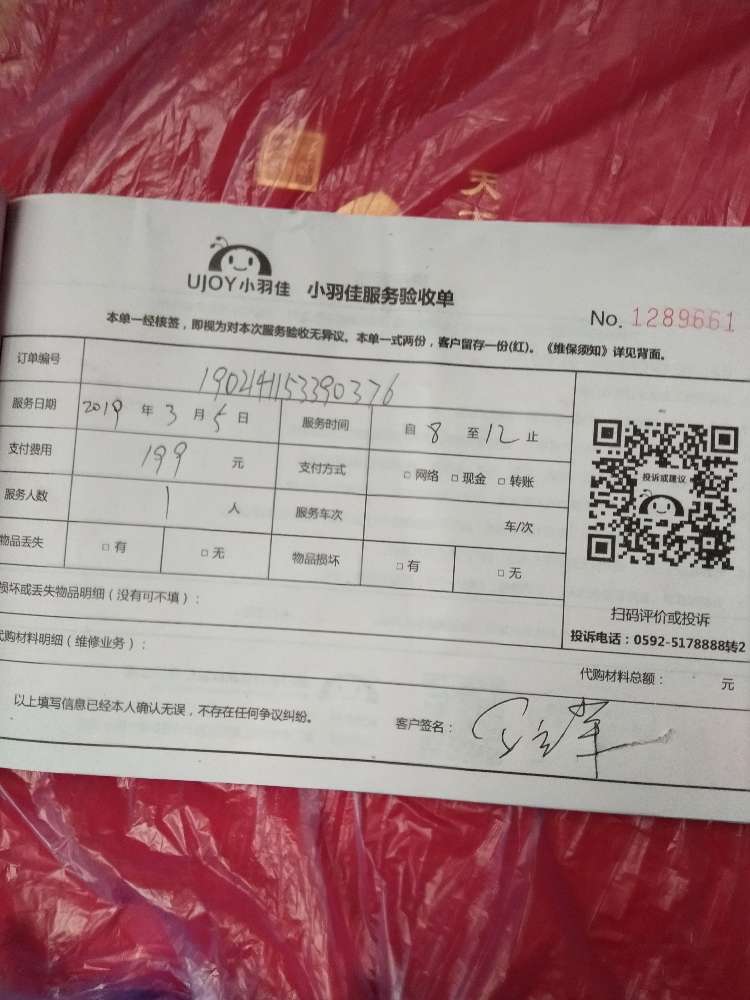 天
UJOY小羽佳 小羽佳服务验收单
No. 1289661
本单一经核签，即视为对本次服务验收无异议。本单一式两份，客户留存一份(红)。《维保须知》详见背面。
订单编号 190214115390376
服务日期 2019 年 3 月 5 日 服务时间 自 8 至 12 止
支付费用 199 元 支付方式 □ 网络 □ 现金 □ 转账
服务人数 1 人 服务车次 车/次
物品丢失 □ 有 □ 无 物品损坏 □ 有 □ 无
投诉或建议
扫码评价或投诉
投诉电话：0592-5178888转2
损坏或丢失物品明细（没有可不填）：
代购材料明细（维修业务）：
代购材料总额： 元
以上填写信息已经本人确认无误，不存在任何争议纠纷。 客户签名：